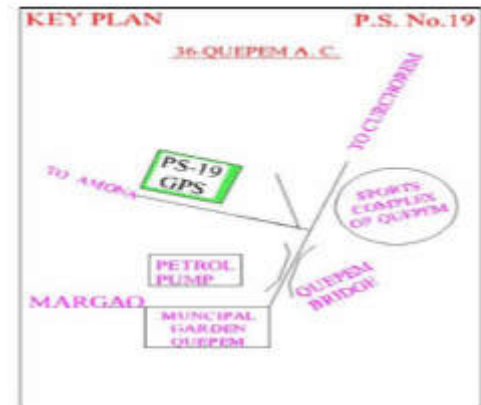 KEY PLAN P.S. No.19
36-QUEPEM A. C.
TO CURCHOREM
PS-19
GPS
TO AMONA
SPORTS
COMPLEX
OF QUEPEM
PETROL
PUMP
QUEPEM
BRIDGE
MARGAO
MUNCIPAL
GARDEN
QUEPEM